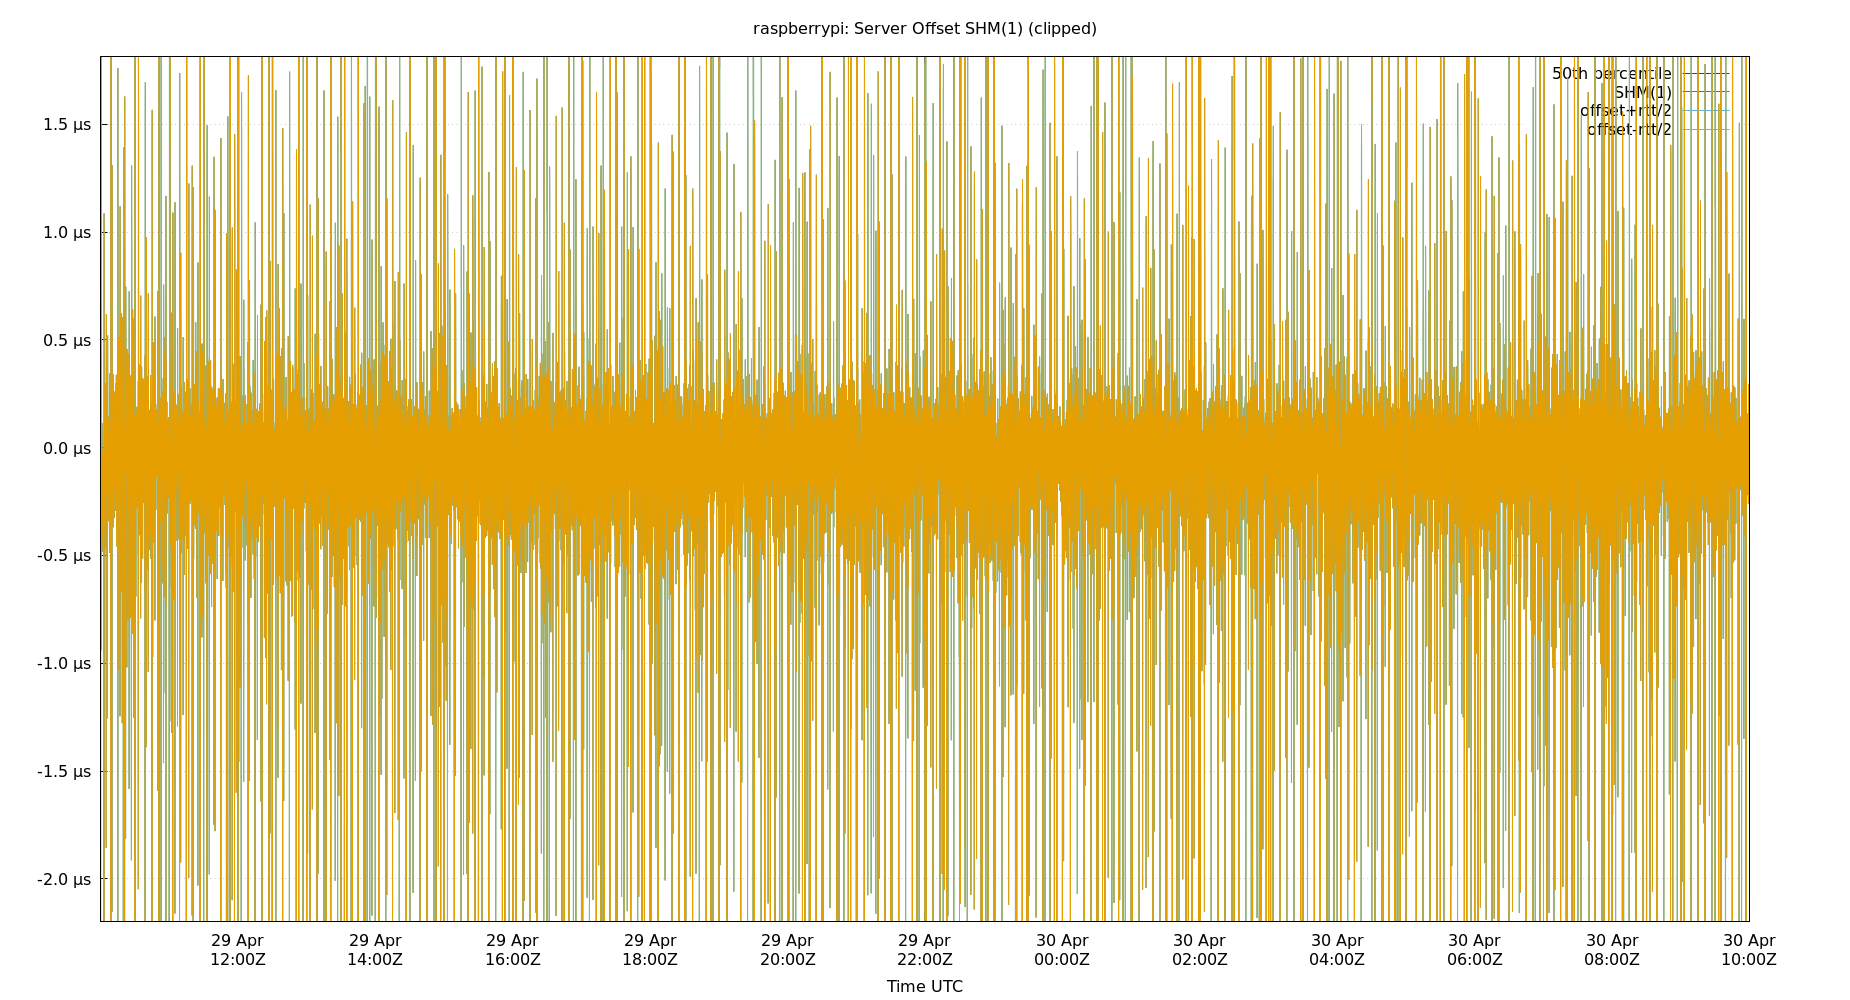 raspberrypi: Server Offset SHM(1) (clipped)
50th percentile
SHM(1)
offset+rtt/2
offset-rtt/2
1.5 μs
1.0 μs
0.5 μs
0.0 μs
-0.5 μs
-1.0 μs
-1.5 μs
-2.0 μs
29 Apr 29 Apr 29 Apr 29 Apr 29 Apr 29 Apr 30 Apr 30 Apr 30 Apr 30 Apr 30 Apr 30 Apr
12:00Z 14:00Z 16:00Z 18:00Z 20:00Z 22:00Z 00:00Z 02:00Z 04:00Z 06:00Z 08:00Z 10:00Z
Time UTC